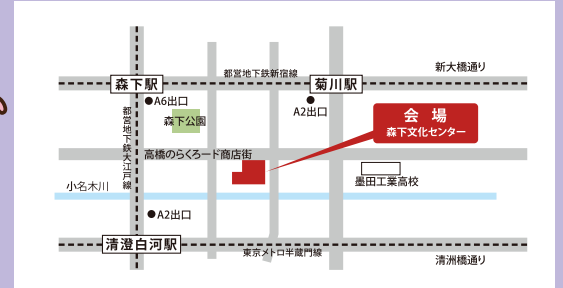 新大橋通り
都営地下鉄新宿線
森下駅
菊川駅
A6出口
A2出口
都営地下鉄大江戸線
森下公園
会場
森下文化センター
高橋のらくろード商店街
墨田工業高校
小名木川
A2出口
清澄白河駅
東京メトロ半蔵門線
清洲橋通り